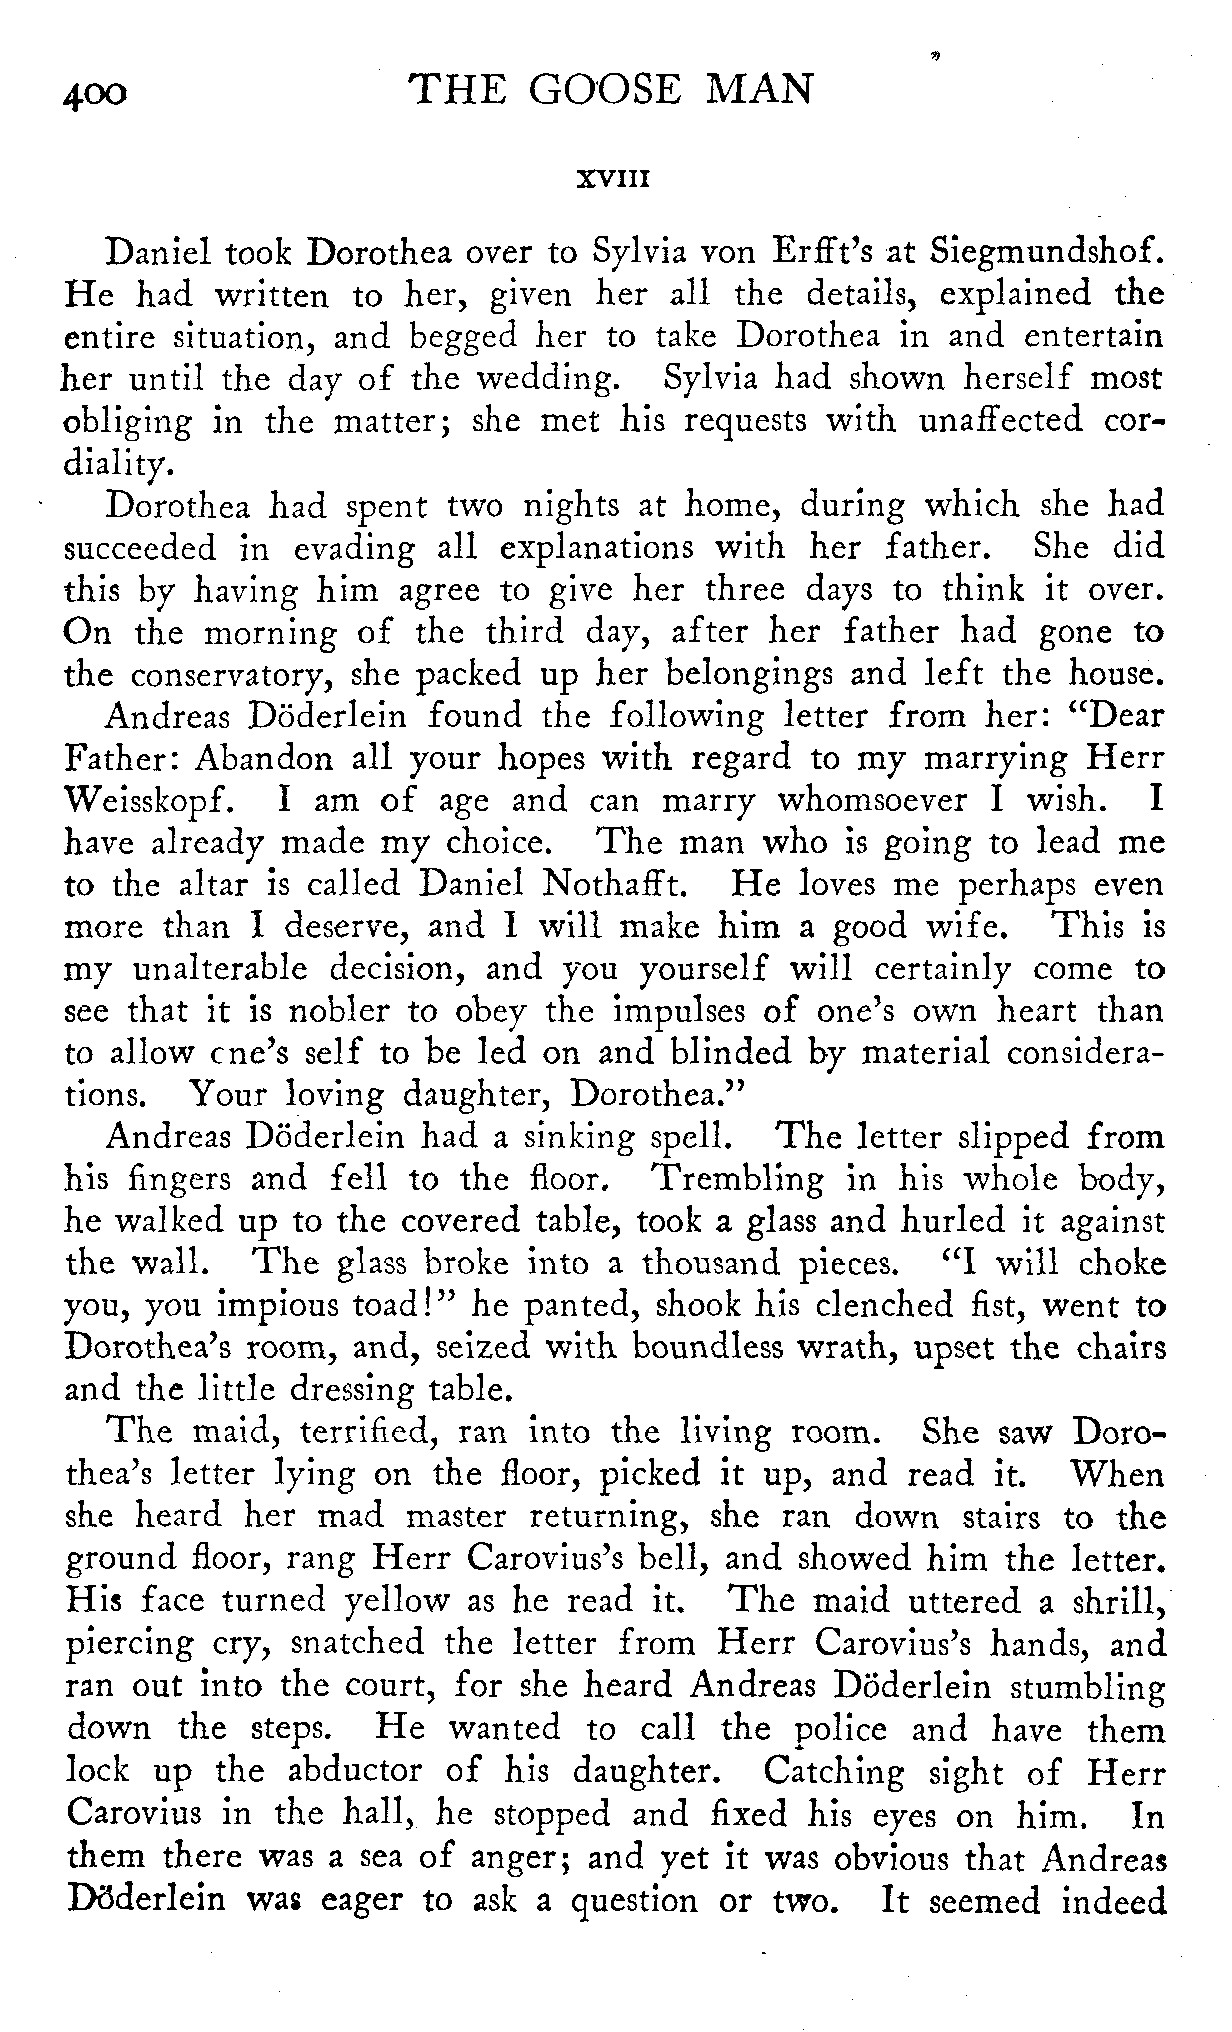 400 THE GOOSE MAN
XVIII
Daniel took Dorothea over to Sylvia von Erfft's at Siegmundshof.
He had written to her, given her all the details, explained the
entire situation, and begged her to take Dorothea in and entertain
her until the day of the wedding. Sylvia had shown herself most
obliging in the matter; she met his requests with unaffected cor-
diality.
Dorothea had spent two nights at home, during which she had
succeeded in evading all explanations with her father. She did
this by having him agree to give her three days to think it over.
On the morning of the third day, after her father had gone to
the conservatory, she packed up her belongings and left the house.
Andreas Döderlein found the following letter from her: "Dear
Father: Abandon all your hopes with regard to my marrying Herr
Weisskopf. I am of age and can marry whomsoever I wish. I
have already made my choice. The man who is going to lead me
to the altar is called Daniel Nothafft. He loves me perhaps even
more than I deserve, and I will make him a good wife. This is
my unalterable decision, and you yourself will certainly come to
see that it is nobler to obey the impulses of one's own heart than
to allow cne's self to be led on and blinded by material considera-
tions. Your loving daughter, Dorothea."
Andreas Döderlein had a sinking spell. The letter slipped from
his fingers and fell to the floor. Trembling in his whole body,
he walked up to the covered table, took a glass and hurled it against
the wall. The glass broke into a thousand pieces. "I will choke
you, you impious toad!" he panted, shook his clenched fist, went to
Dorothea's room, and, seized with boundless wrath, upset the chairs
and the little dressing table.
The maid, terrified, ran into the living room. She saw Doro-
thea's letter lying on the floor, picked it up, and read it. When
she heard her mad master returning, she ran down stairs to the
ground floor, rang Herr Carovius's bell, and showed him the letter.
His face turned yellow as he read it. The maid uttered a shrill,
piercing cry, snatched the letter from Herr Carovius's hands, and
ran out into the court, for she heard Andreas Döderlein stumbling
down the steps. He wanted to call the police and have them
lock up the abductor of his daughter. Catching sight of Herr
Carovius in the hall, he stopped and fixed his eyes on him. In
them there was a sea of anger; and yet it was obvious that Andreas
Döderlein was eager to ask a question or two. It seemed indeed